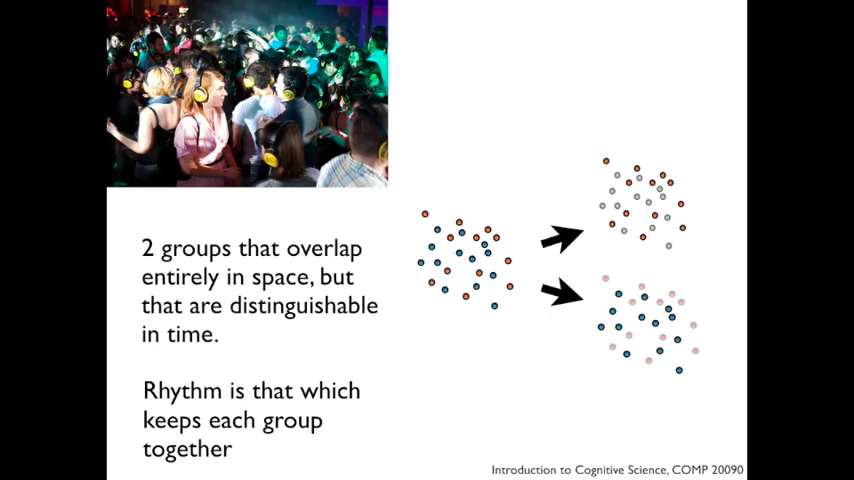 2 groups that overlap
entirely in space, but
that are distinguishable
in time.
Rhythm is that which
keeps each group
together
Introduction to Cognitive Science, COMP 20090